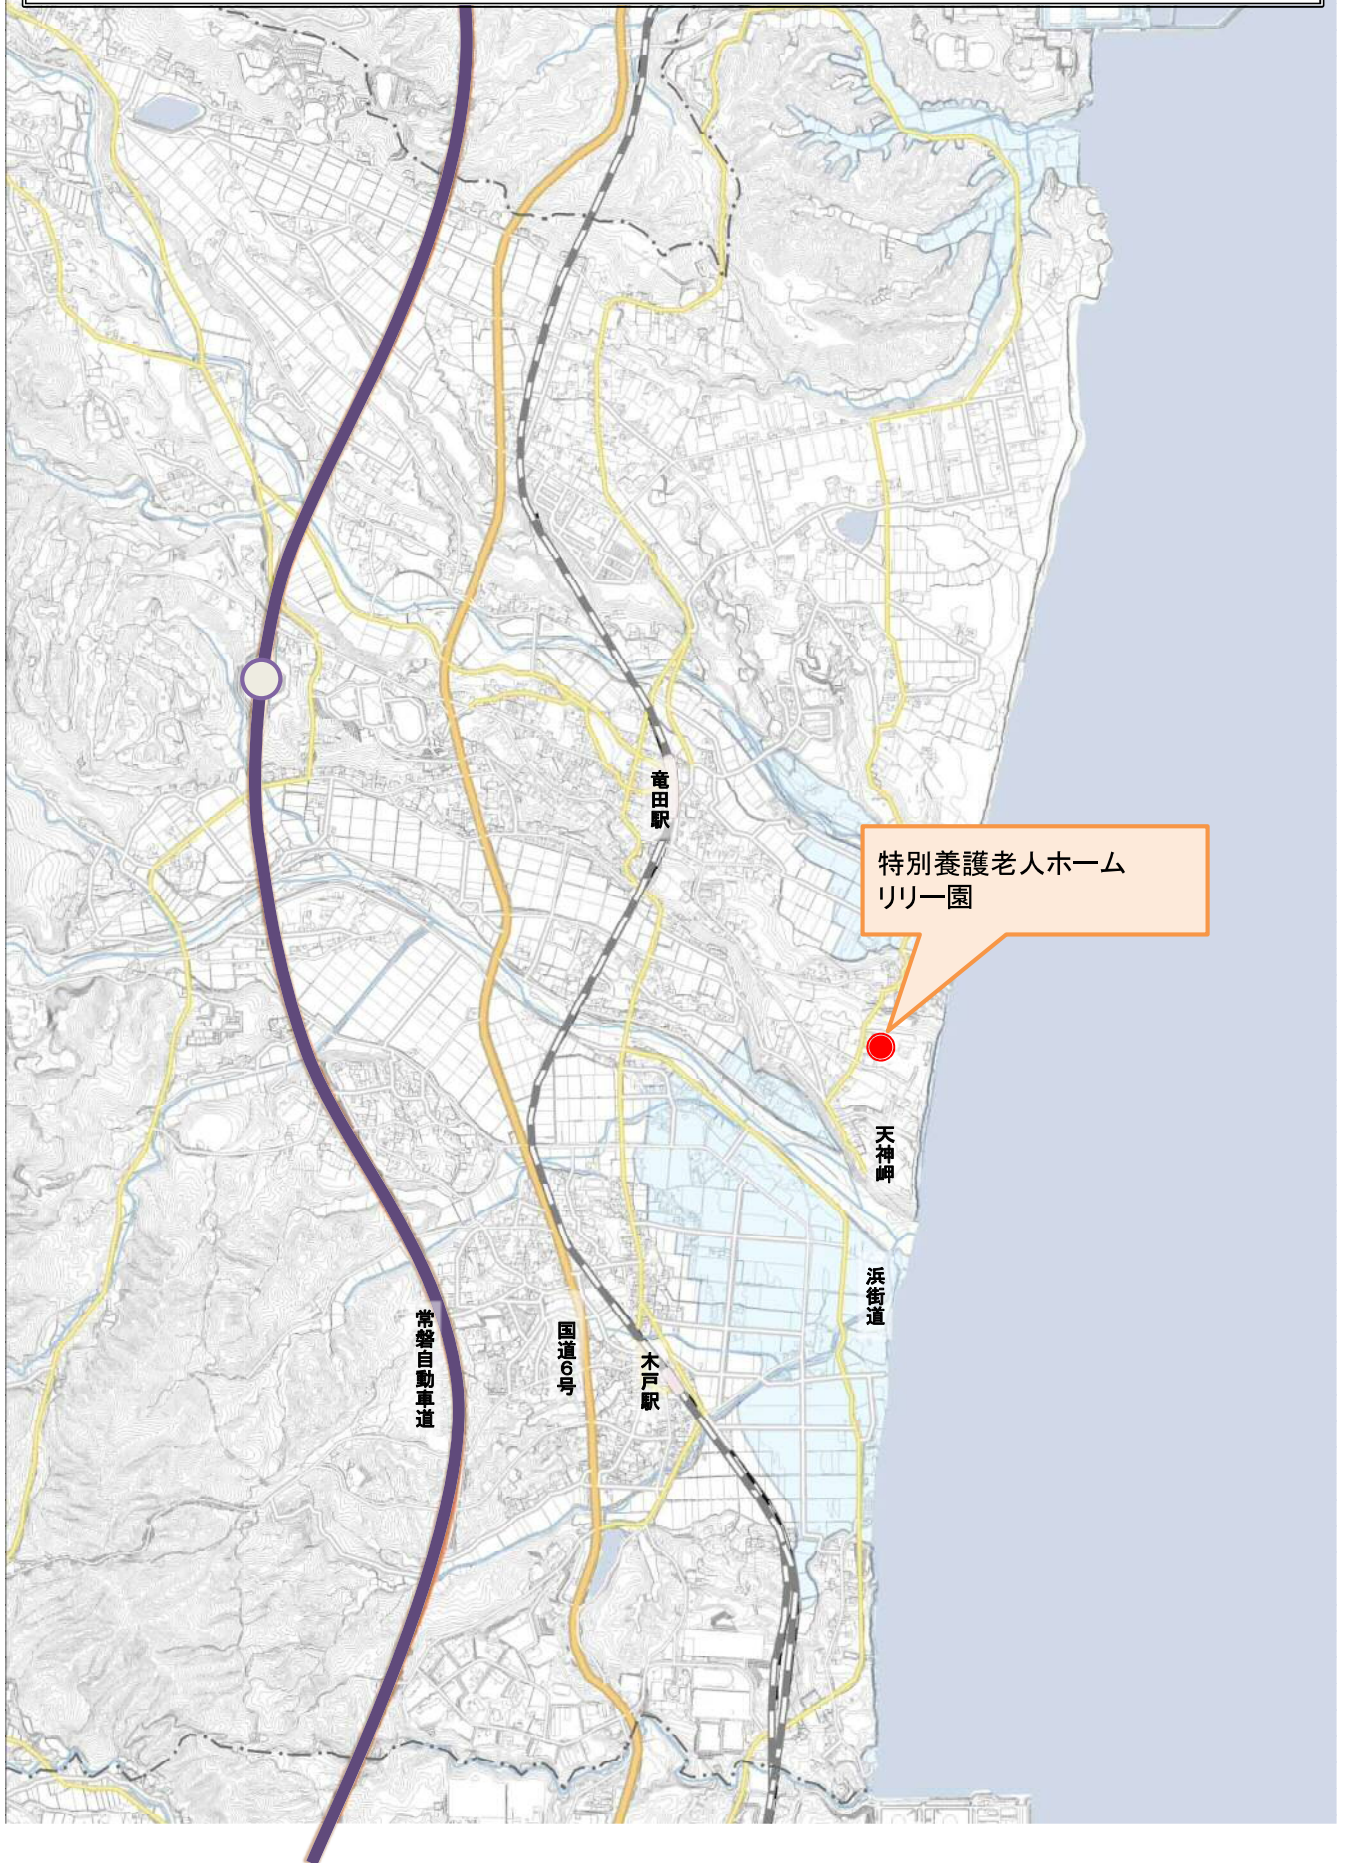 竜田駅
特別養護老人ホーム
リリー園
天神岬
浜街道
常磐自動車道
国道6号
木戸駅